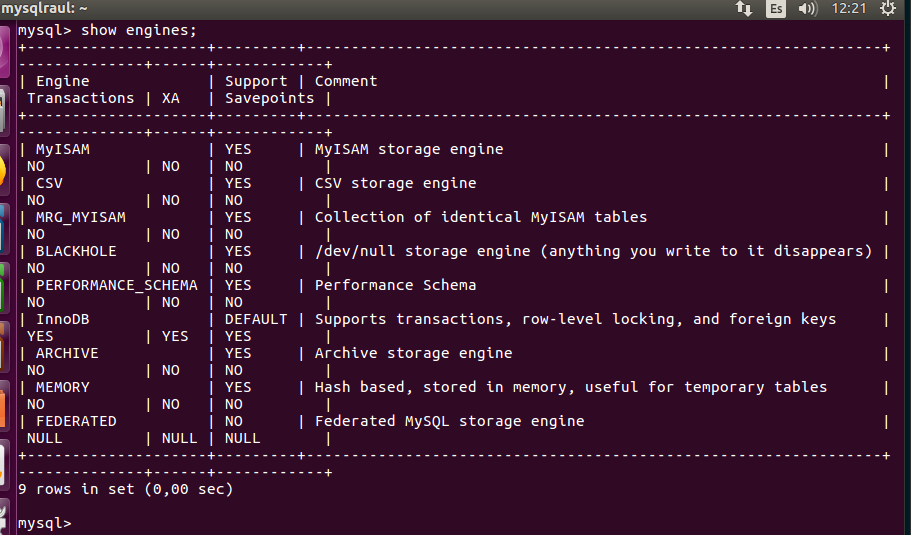 mysqlraul: ~ Es 12:21
mysql> show engines;
+--------------------+---------+----------------------------------------------------------------+
--------------+------+------------+
| Engine             | Support | Comment                                                        |
 Transactions | XA   | Savepoints |
+--------------------+---------+----------------------------------------------------------------+
--------------+------+------------+
| MyISAM             | YES     | MyISAM storage engine                                          |
 NO           | NO   | NO         |
| CSV                | YES     | CSV storage engine                                             |
 NO           | NO   | NO         |
| MRG_MYISAM         | YES     | Collection of identical MyISAM tables                          |
 NO           | NO   | NO         |
| BLACKHOLE          | YES     | /dev/null storage engine (anything you write to it disappears) |
 NO           | NO   | NO         |
| PERFORMANCE_SCHEMA | YES     | Performance Schema                                             |
 NO           | NO   | NO         |
| InnoDB             | DEFAULT | Supports transactions, row-level locking, and foreign keys     |
 YES          | YES  | YES        |
| ARCHIVE            | YES     | Archive storage engine                                         |
 NO           | NO   | NO         |
| MEMORY             | YES     | Hash based, stored in memory, useful for temporary tables      |
 NO           | NO   | NO         |
| FEDERATED          | NO      | Federated MySQL storage engine                                 |
 NULL         | NULL | NULL       |
+--------------------+---------+----------------------------------------------------------------+
--------------+------+------------+
9 rows in set (0,00 sec)
mysql>